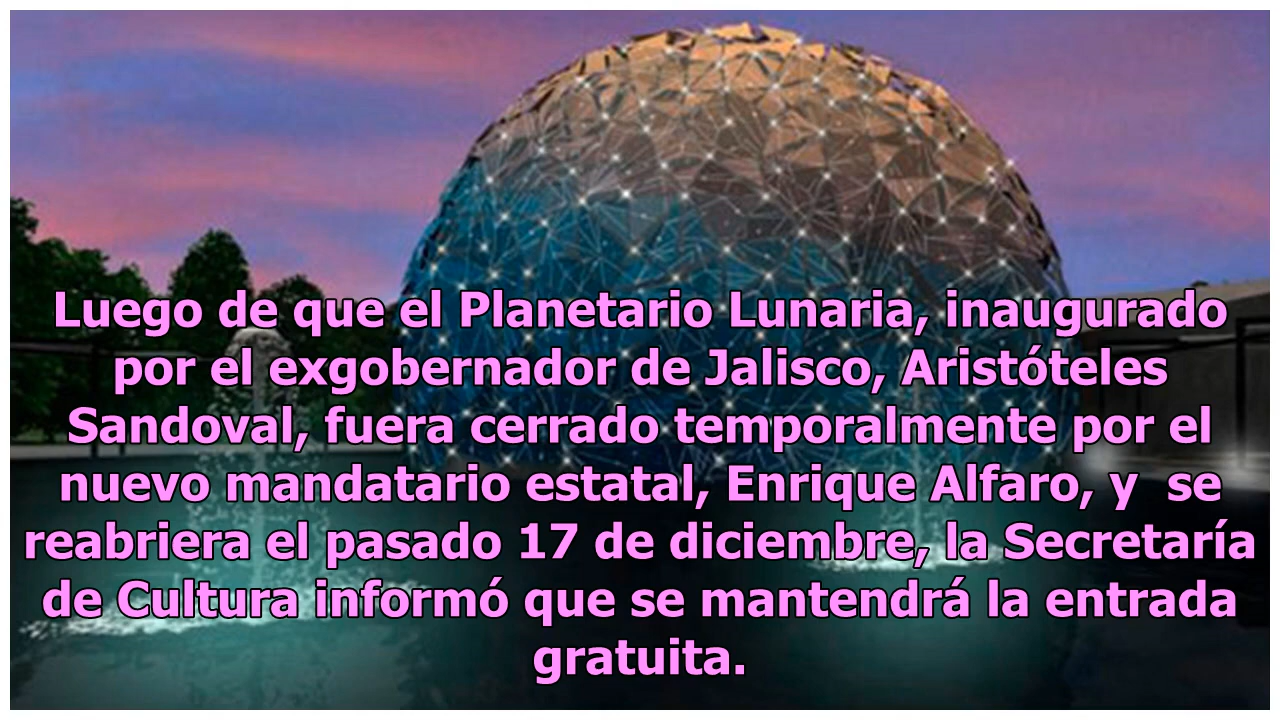 Luego de que el Planetario Lunaria, inaugurado
por el exgobernador de Jalisco, Aristóteles
Sandoval, fuera cerrado temporalmente por el
nuevo mandatario estatal, Enrique Alfaro, y  se
reabriera el pasado 17 de diciembre, la Secretaría
de Cultura informó que se mantendrá la entrada
gratuita.